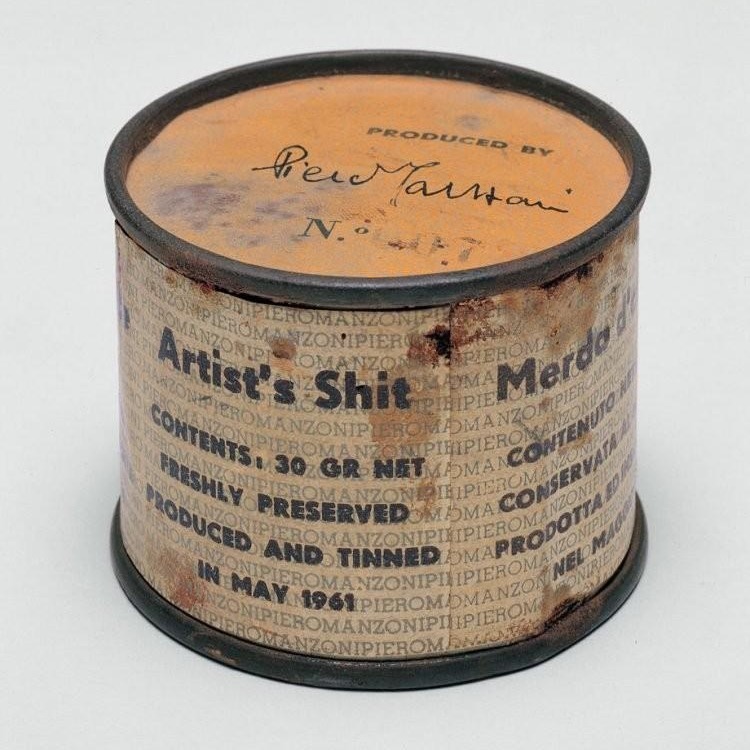 PRODUCED BY
Piero Manzoni
N.º
Artist's Shit
CONTENTS: 30 GR NET
FRESHLY PRESERVED
PRODUCED AND TINNED
IN MAY 1961
Merda
CONTENUTO
CONSERVATA
PRODOTTA ED
NEL
PIEROMANZONIPIEROMANZONI